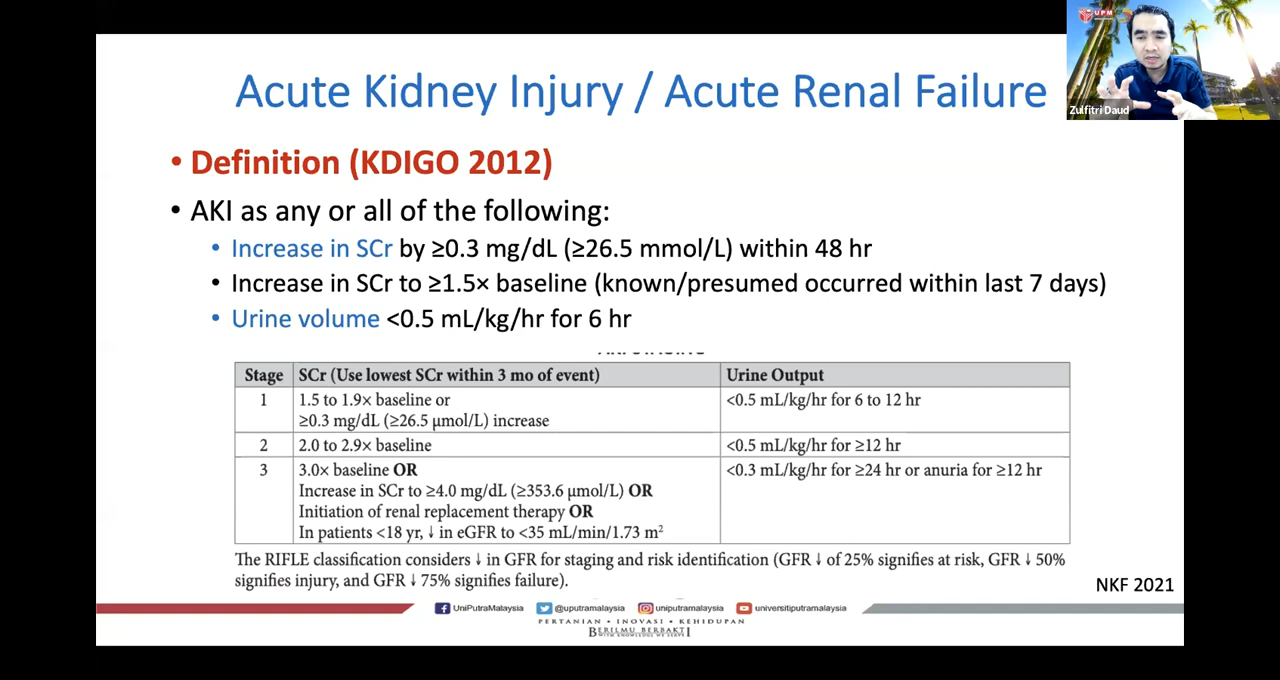 UPM
Zulfitri Daud
Acute Kidney Injury / Acute Renal Failure
• Definition (KDIGO 2012)
• AKI as any or all of the following:
• Increase in SCr by ≥0.3 mg/dL (≥26.5 mmol/L) within 48 hr
• Increase in SCr to ≥1.5× baseline (known/presumed occurred within last 7 days)
• Urine volume <0.5 mL/kg/hr for 6 hr
Stage SCr (Use lowest SCr within 3 mo of event) Urine Output
1 1.5 to 1.9× baseline or <0.5 mL/kg/hr for 6 to 12 hr
≥0.3 mg/dL (≥26.5 μmol/L) increase
2 2.0 to 2.9× baseline <0.5 mL/kg/hr for ≥12 hr
3 3.0× baseline OR <0.3 mL/kg/hr for ≥24 hr or anuria for ≥12 hr
Increase in SCr to ≥4.0 mg/dL (≥353.6 μmol/L) OR
Initiation of renal replacement therapy OR
In patients <18 yr, ↓ in eGFR to <35 mL/min/1.73 m²
The RIFLE classification considers ↓ in GFR for staging and risk identification (GFR ↓ of 25% signifies at risk, GFR ↓ 50%
signifies injury, and GFR ↓ 75% signifies failure).
NKF 2021
UniPutraMalaysia @uputramalaysia uniputramalaysia universitiputramalaysia
PERTANIAN • INOVASI • KEHIDUPAN
BERILMU BERBAKTI
WITH KNOWLEDGE WE SERVE